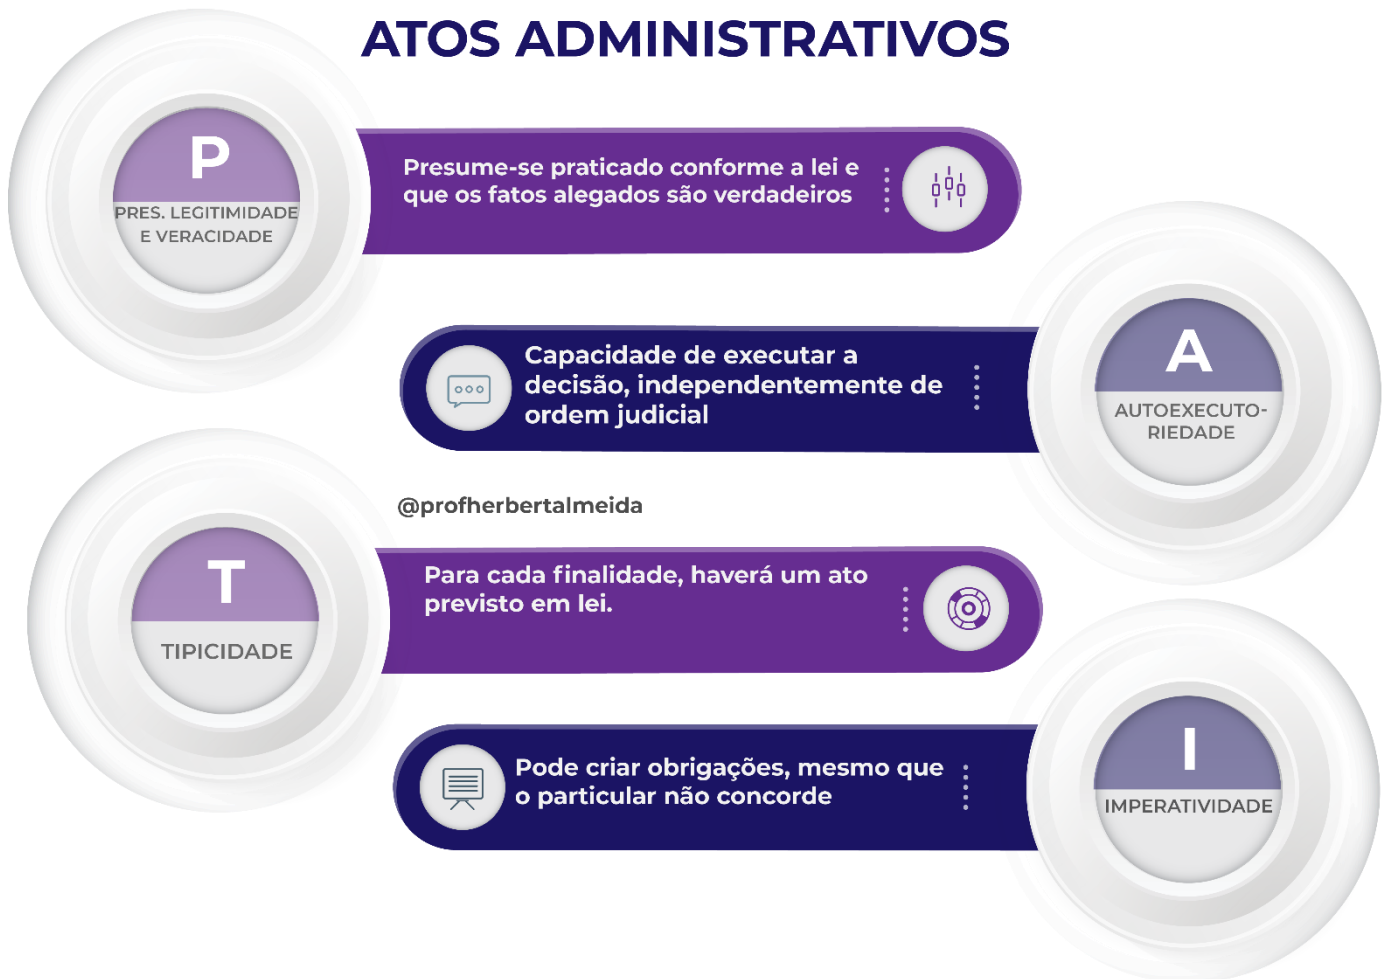 ATOS ADMINISTRATIVOS
P
PRES. LEGITIMIDADE
E VERACIDADE
Presume-se praticado conforme a lei e
que os fatos alegados são verdadeiros
Capacidade de executar a
decisão, independentemente de
ordem judicial
A
AUTOEXECUTO-
RIEDADE
@profherbertalmeida
T
TIPICIDADE
Para cada finalidade, haverá um ato
previsto em lei.
Pode criar obrigações, mesmo que
o particular não concorde
I
IMPERATIVIDADE